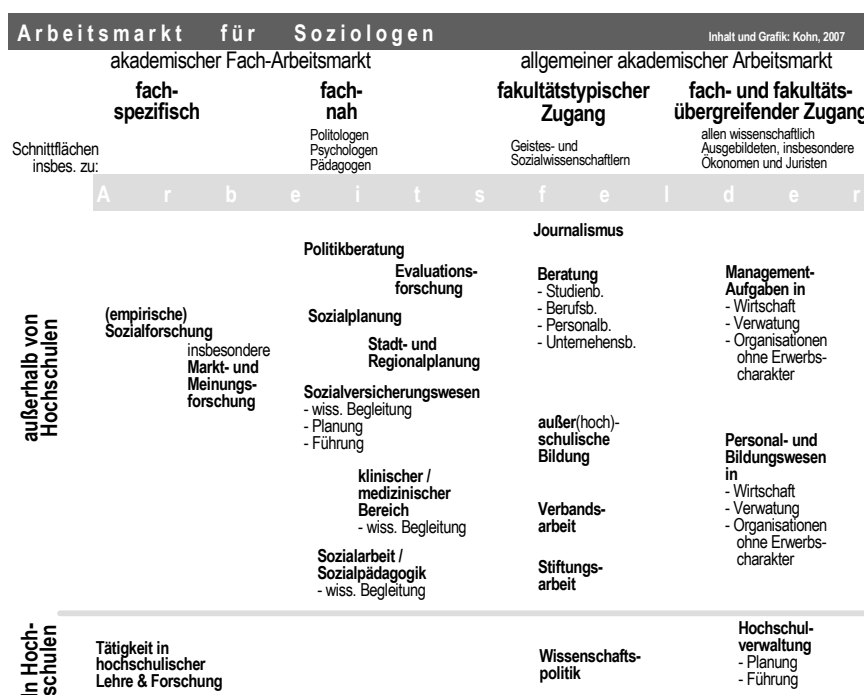 Arbeitsmarkt für Soziologen
Inhalt und Grafik: Kohn, 2007
akademischer Fach-Arbeitsmarkt
allgemeiner akademischer Arbeitsmarkt
fach-
spezifisch
fach-
nah
fakultätstypischer
Zugang
fach- und fakultäts-
übergreifender Zugang
Schnittflächen
insbes. zu:
Politologen
Psychologen
Pädagogen
Geistes- und
Sozialwissenschaftlern
allen wissenschaftlich
Ausgebildeten, insbesondere
Ökonomen und Juristen
Arbeitsfelder
außerhalb von
Hochschulen
(empirische)
Sozialforschung
insbesondere
Markt- und
Meinungs-
forschung
Politikberatung
Evaluations-
forschung
Sozialplanung
Stadt- und
Regionalplanung
Sozialversicherungswesen
- wiss. Begleitung
- Planung
- Führung
klinischer /
medizinischer
Bereich
- wiss. Begleitung
Sozialarbeit /
Sozialpädagogik
- wiss. Begleitung
Journalismus
Beratung
- Studienb.
- Berufsb.
- Personalb.
- Unternehensb.
außer(hoch)-
schulische
Bildung
Verbands-
arbeit
Stiftungs-
arbeit
Management-
Aufgaben in
- Wirtschaft
- Verwatung
- Organisationen
ohne Erwerbs-
charakter
Personal- und
Bildungswesen
in
- Wirtschaft
- Verwatung
- Organisationen
ohne Erwerbs-
charakter
In Hoch-
schulen
Tätigkeit in
hochschulischer
Lehre & Forschung
Wissenschafts-
politik
Hochschul-
verwaltung
- Planung
- Führung